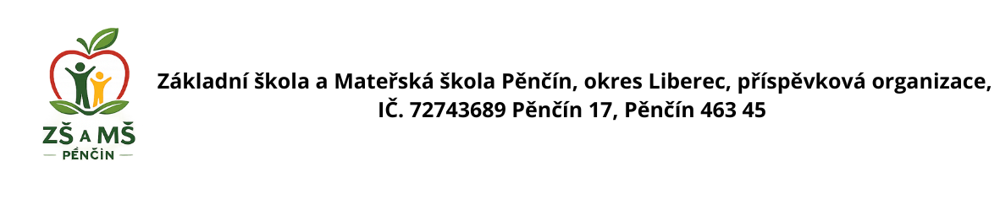 Základní škola a Mateřská škola Pěnčín, okres Liberec, příspěvková organizace,
IČ. 72743689 Pěnčín 17, Pěnčín 463 45
ZŠ A MŠ
PĚNČÍN